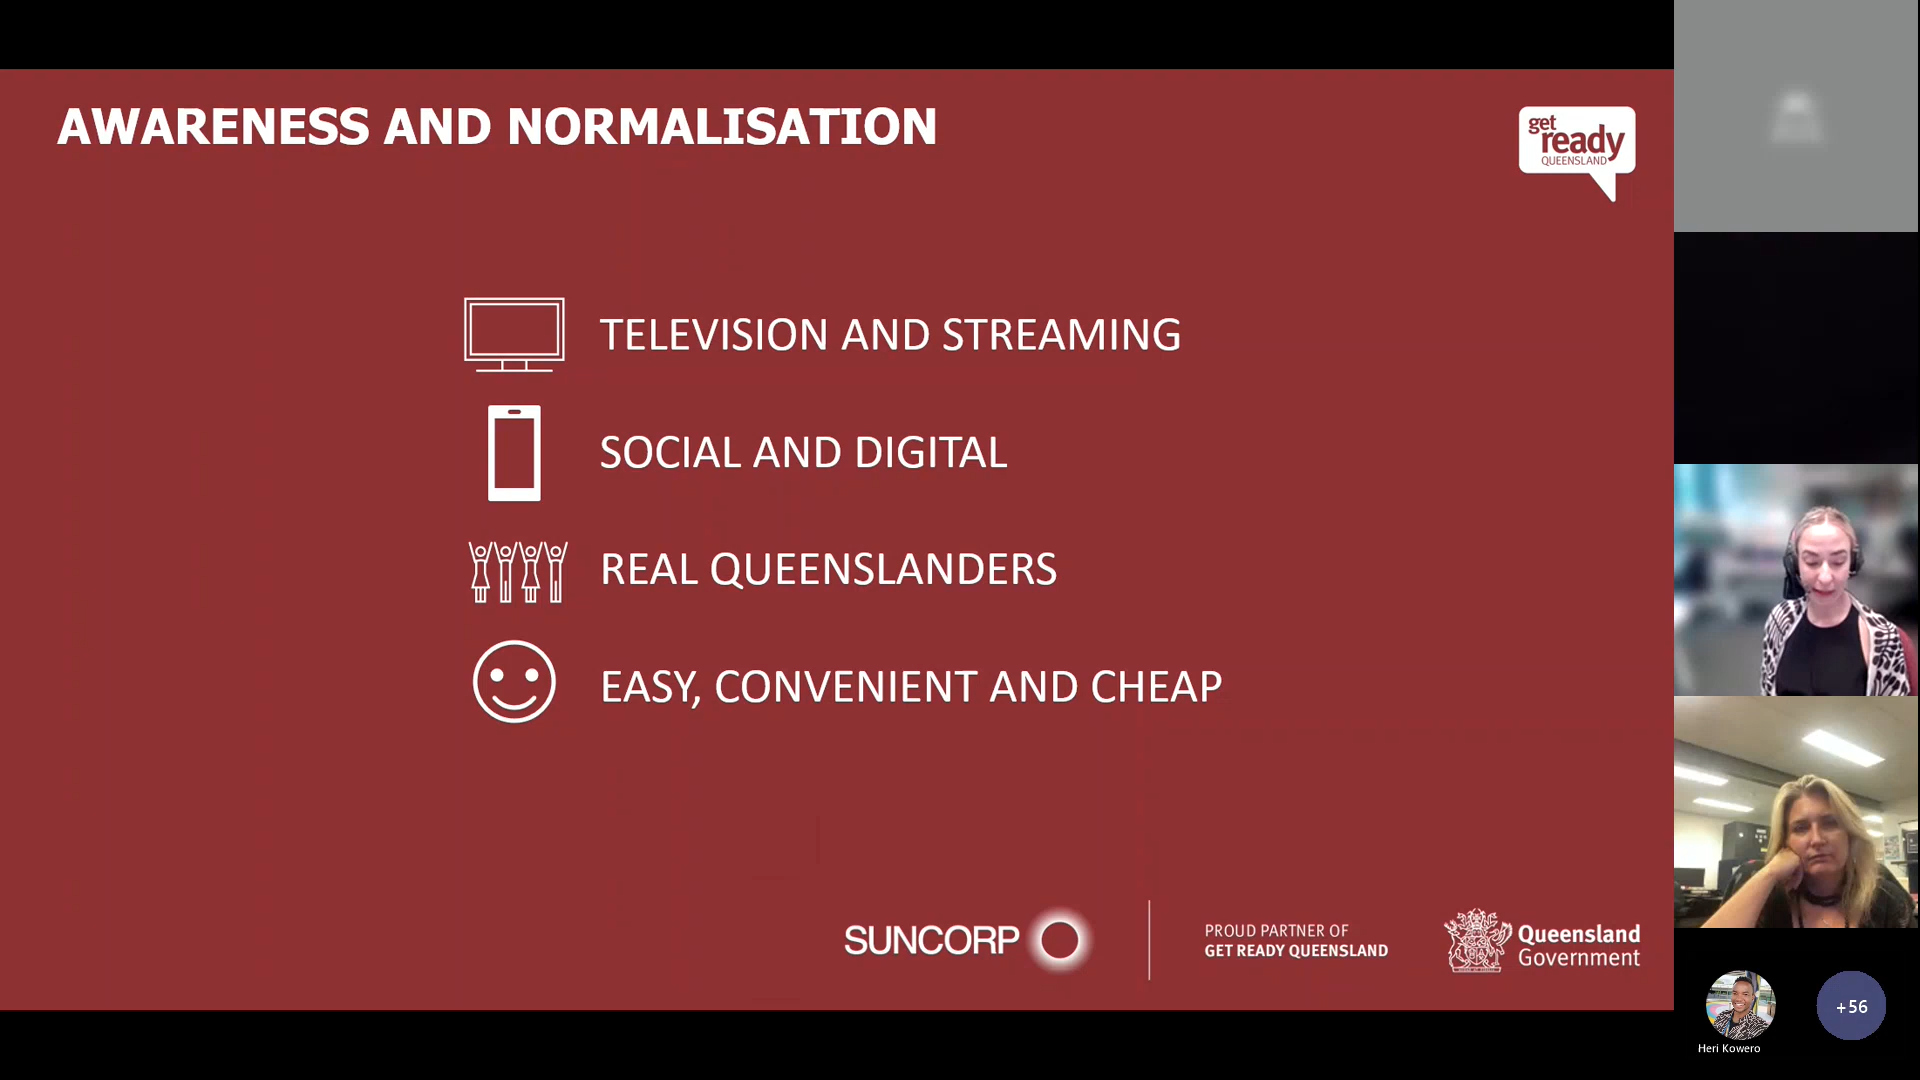 AWARENESS AND NORMALISATION
get
ready
QUEENSLAND
TELEVISION AND STREAMING
SOCIAL AND DIGITAL
REAL QUEENSLANDERS
EASY, CONVENIENT AND CHEAP
SUNCORP
PROUD PARTNER OF
GET READY QUEENSLAND
Queensland
Government
+56
Heri Kowero